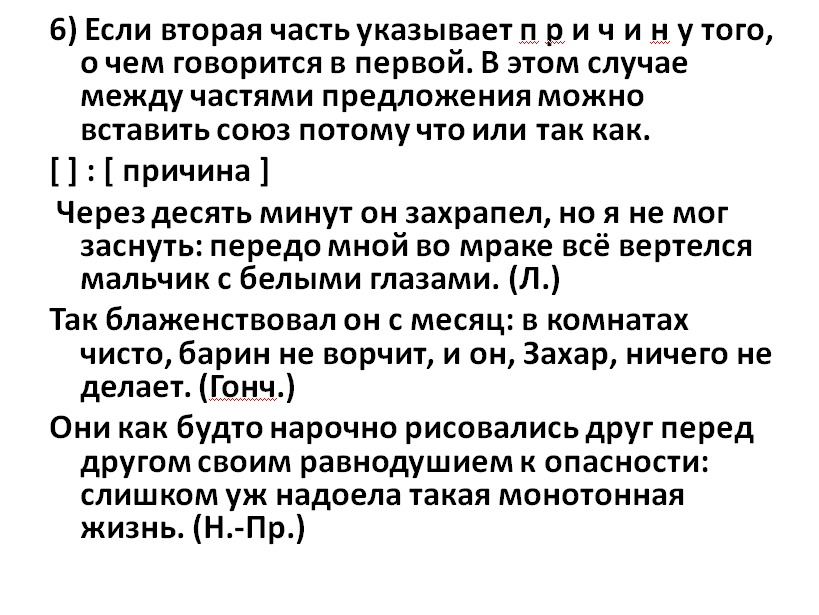 6) Если вторая часть указывает п р и ч и н у того,
о чем говорится в первой. В этом случае
между частями предложения можно
вставить союз потому что или так как.
[ ] : [ причина ]
Через десять минут он захрапел, но я не мог
заснуть: передо мной во мраке всё вертелся
мальчик с белыми глазами. (Л.)
Так блаженствовал он с месяц: в комнатах
чисто, барин не ворчит, и он, Захар, ничего не
делает. (Гонч.)
Они как будто нарочно рисовались друг перед
другом своим равнодушием к опасности:
слишком уж надоела такая монотонная
жизнь. (Н.-Пр.)